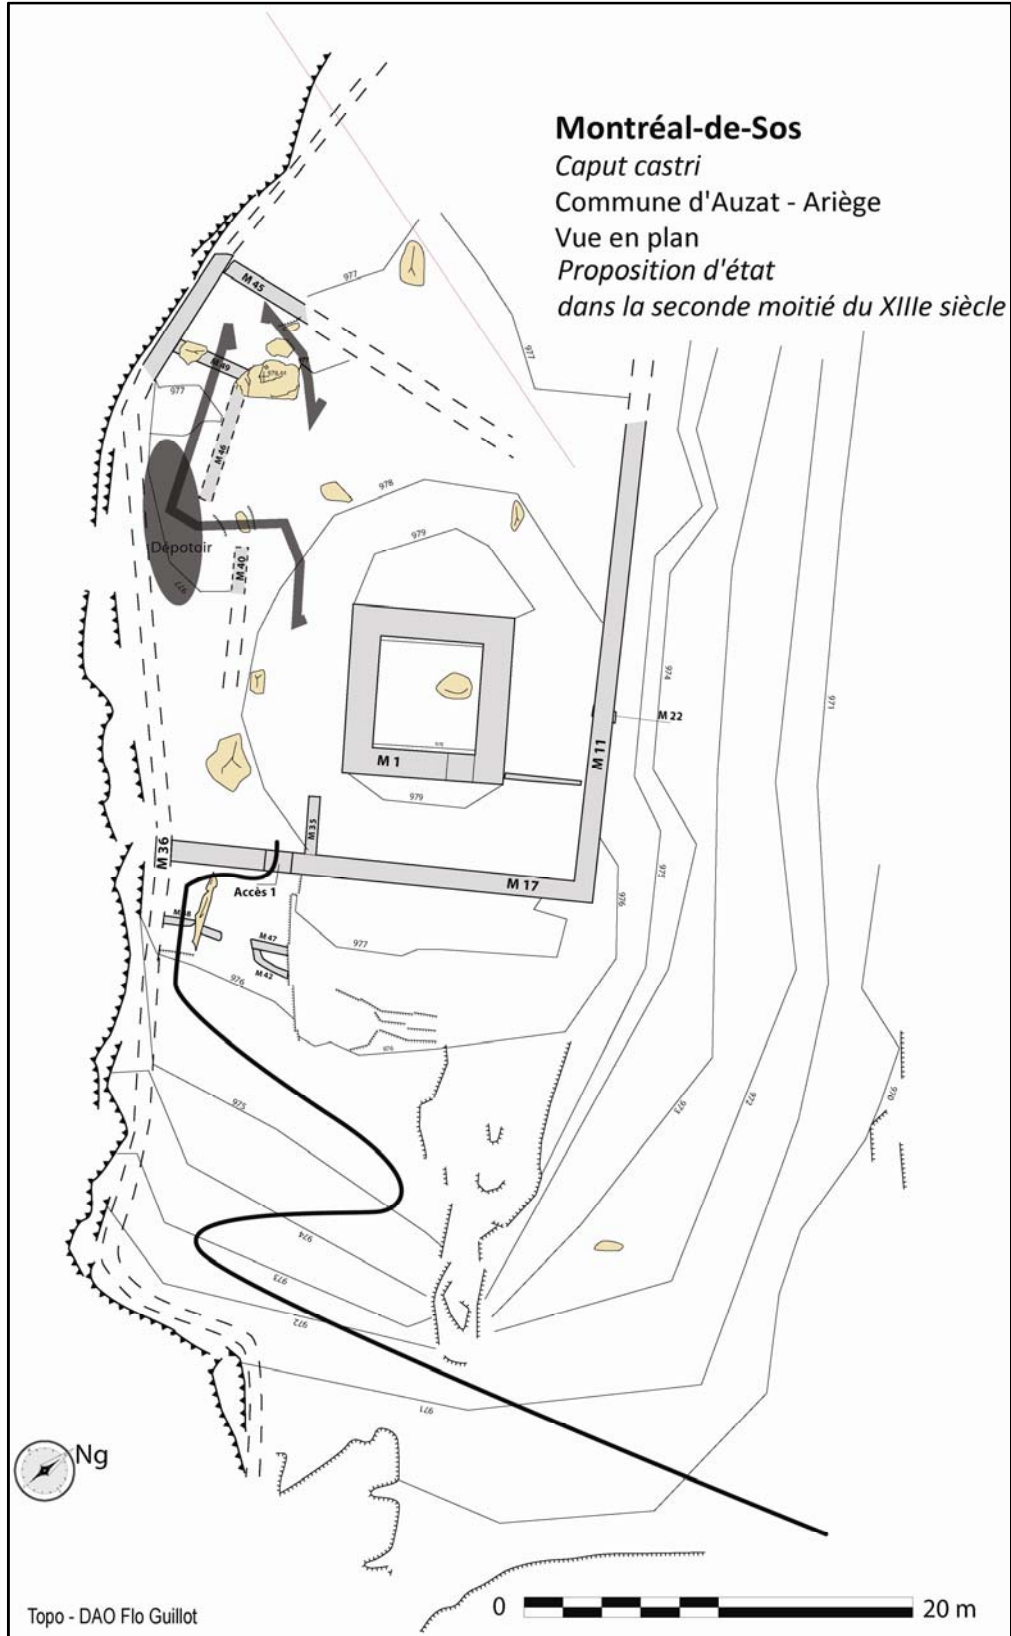 Montréal-de-Sos
Caput castri
Commune d'Auzat - Ariège
Vue en plan
Proposition d'état
dans la seconde moitié du XIIIe siècle
977
M 45
977
M 49
977
M 46
978
979
Dépotoir
977
M 40
974
971
M 22
M 11
M 1
979
M 35
M 36
M 17
Accès 1
975
976
M 47
977
M 42
976
976
975
973
972
970
974
973
972
971
Ng
Topo - DAO Flo Guillot
0
20 m